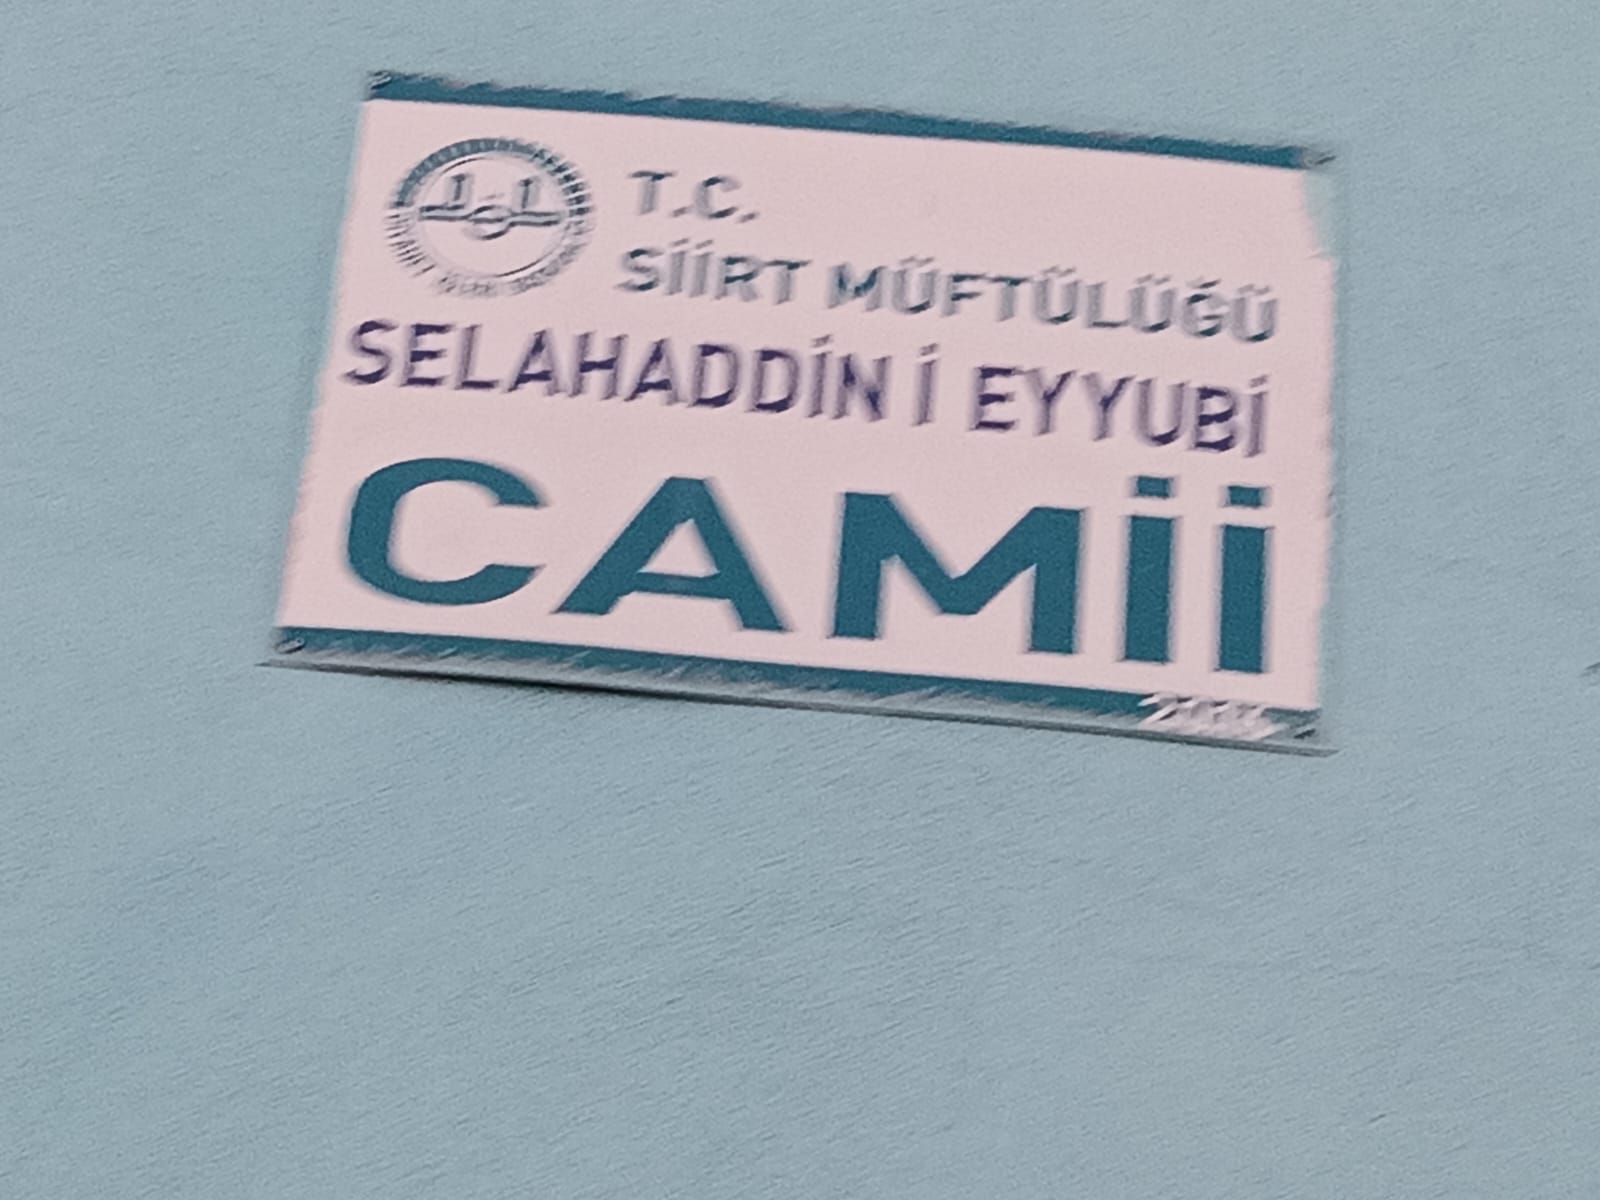 T.C.
SİİRT MÜFTÜLÜĞÜ
SELAHADDİN İ EYYUBİ
CAMİİ